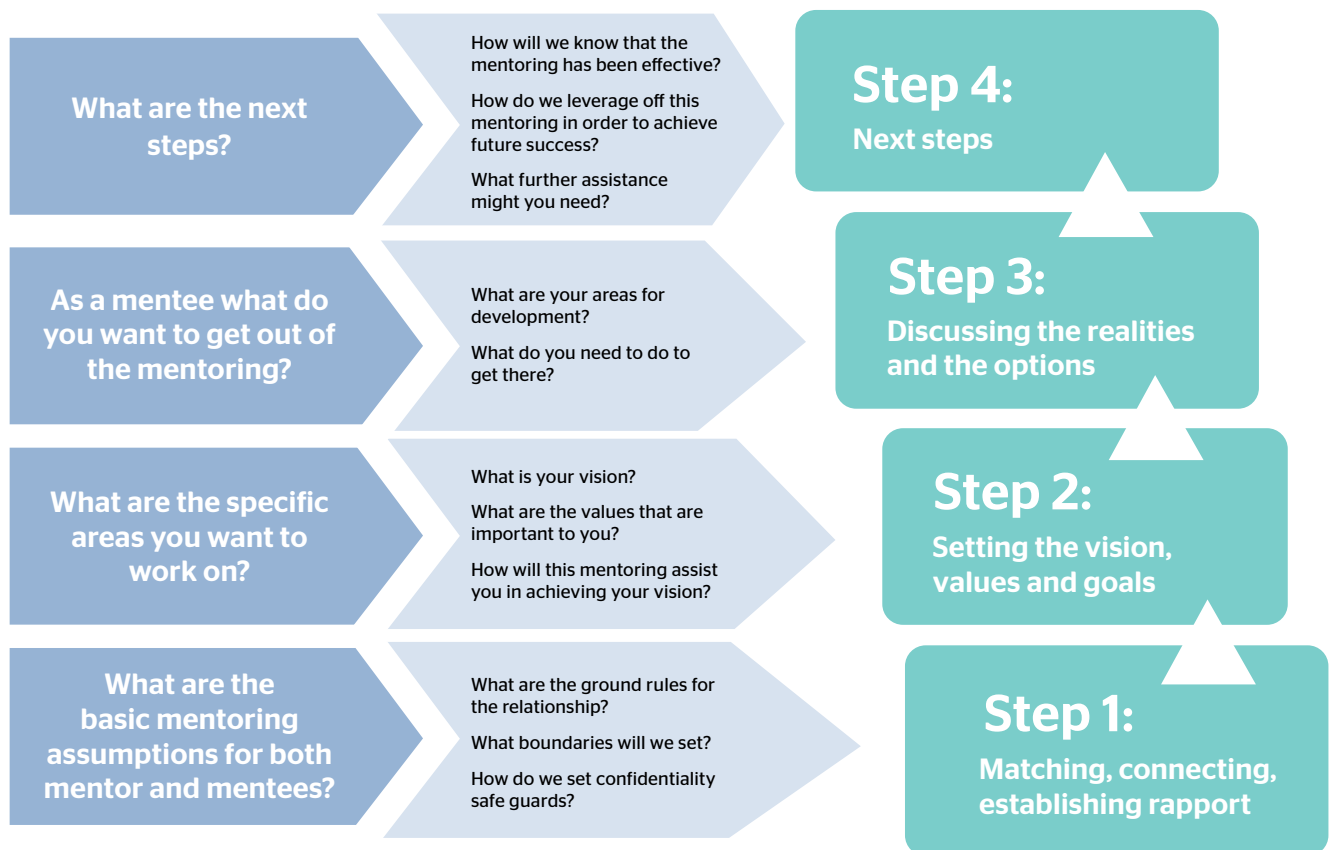 What are the next
steps?
How will we know that the
mentoring has been effective?
How do we leverage off this
mentoring in order to achieve
future success?
What further assistance
might you need?
Step 4:
Next steps
As a mentee what do
you want to get out of
the mentoring?
What are your areas for
development?
What do you need to do to
get there?
Step 3:
Discussing the realities
and the options
What are the specific
areas you want to
work on?
What is your vision?
What are the values that are
important to you?
How will this mentoring assist
you in achieving your vision?
Step 2:
Setting the vision,
values and goals
What are the
basic mentoring
assumptions for both
mentor and mentees?
What are the ground rules for
the relationship?
What boundaries will we set?
How do we set confidentiality
safe guards?
Step 1:
Matching, connecting,
establishing rapport